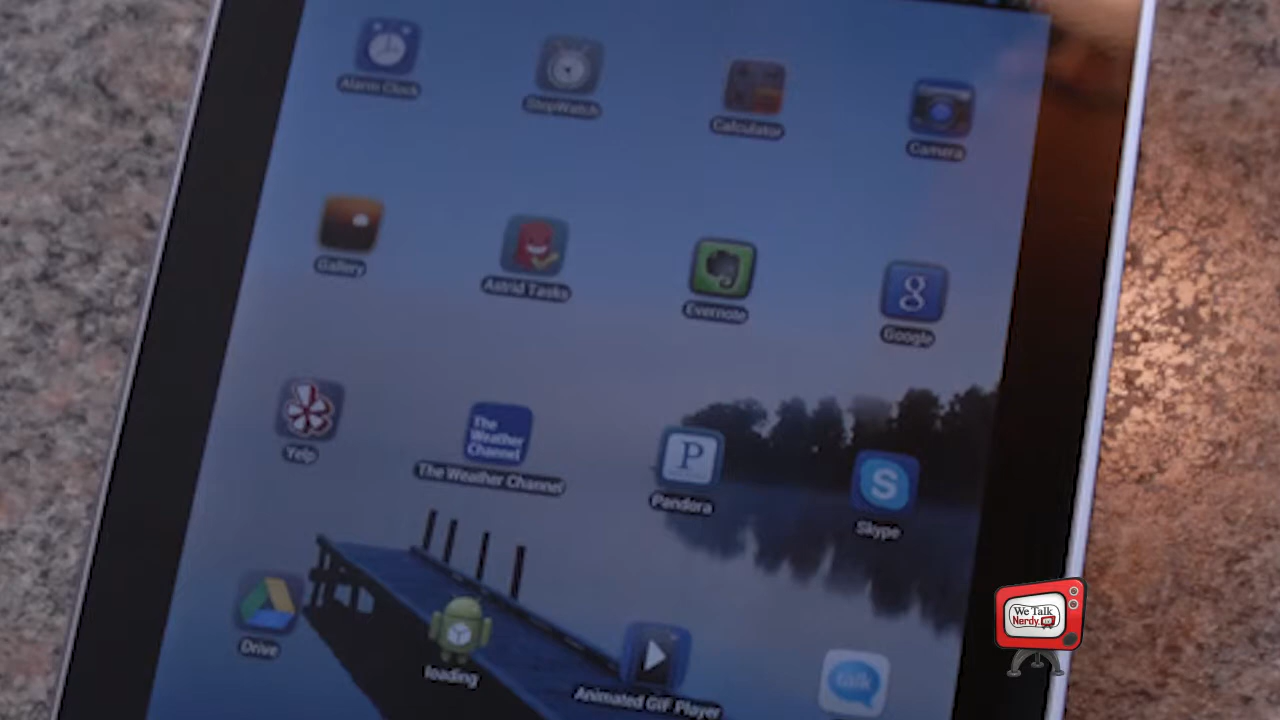 Alarm Clock
StopWatch
Calculator
Camera
Gallery
Astrid Tasks
Evernote
g
Google
Yelp
The
Weather
Channel
The Weather Channel
P
Pandora
S
Skype
Drive
loading
Animated GIF Player
talk
We Talk
Nerdy